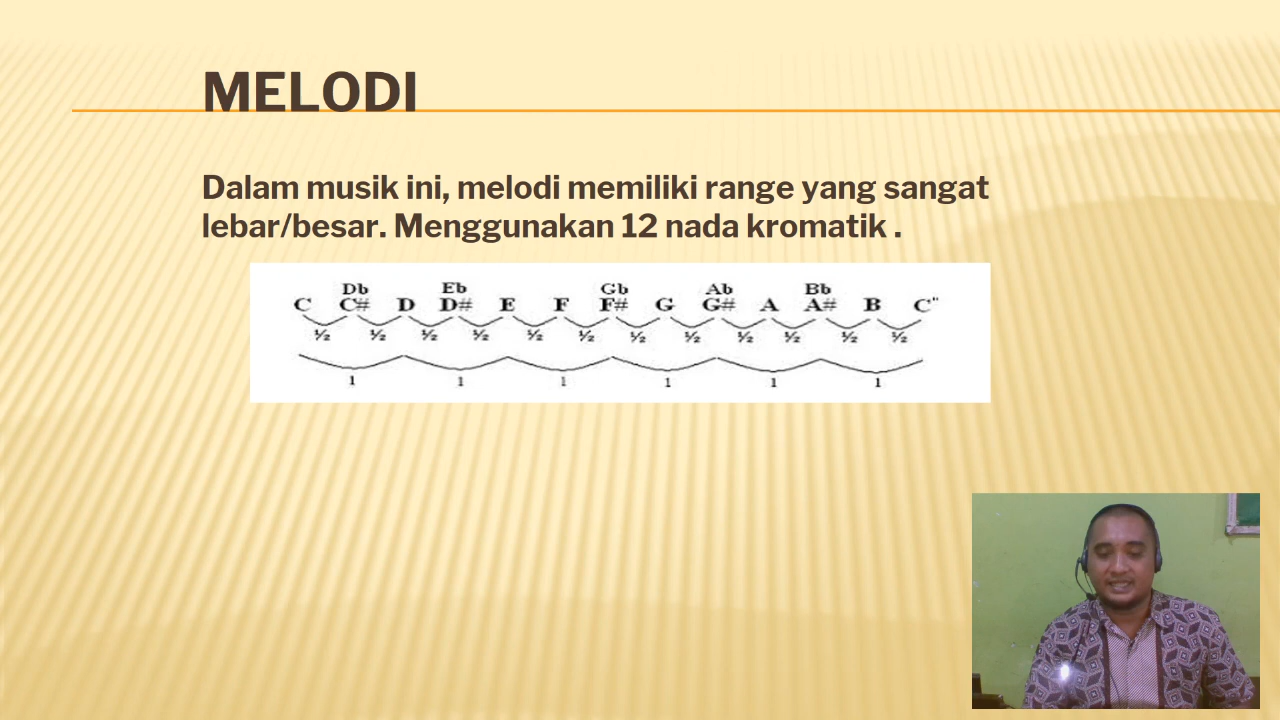 MELODI
Dalam musik ini, melodi memiliki range yang sangat
lebar/besar. Menggunakan 12 nada kromatik .
Db Eb Gb Ab Bb
C C# D D# E F F# G G# A A# B C"
½ ½ ½ ½ ½ ½ ½ ½ ½ ½ ½ ½
1 1 1 1 1 1